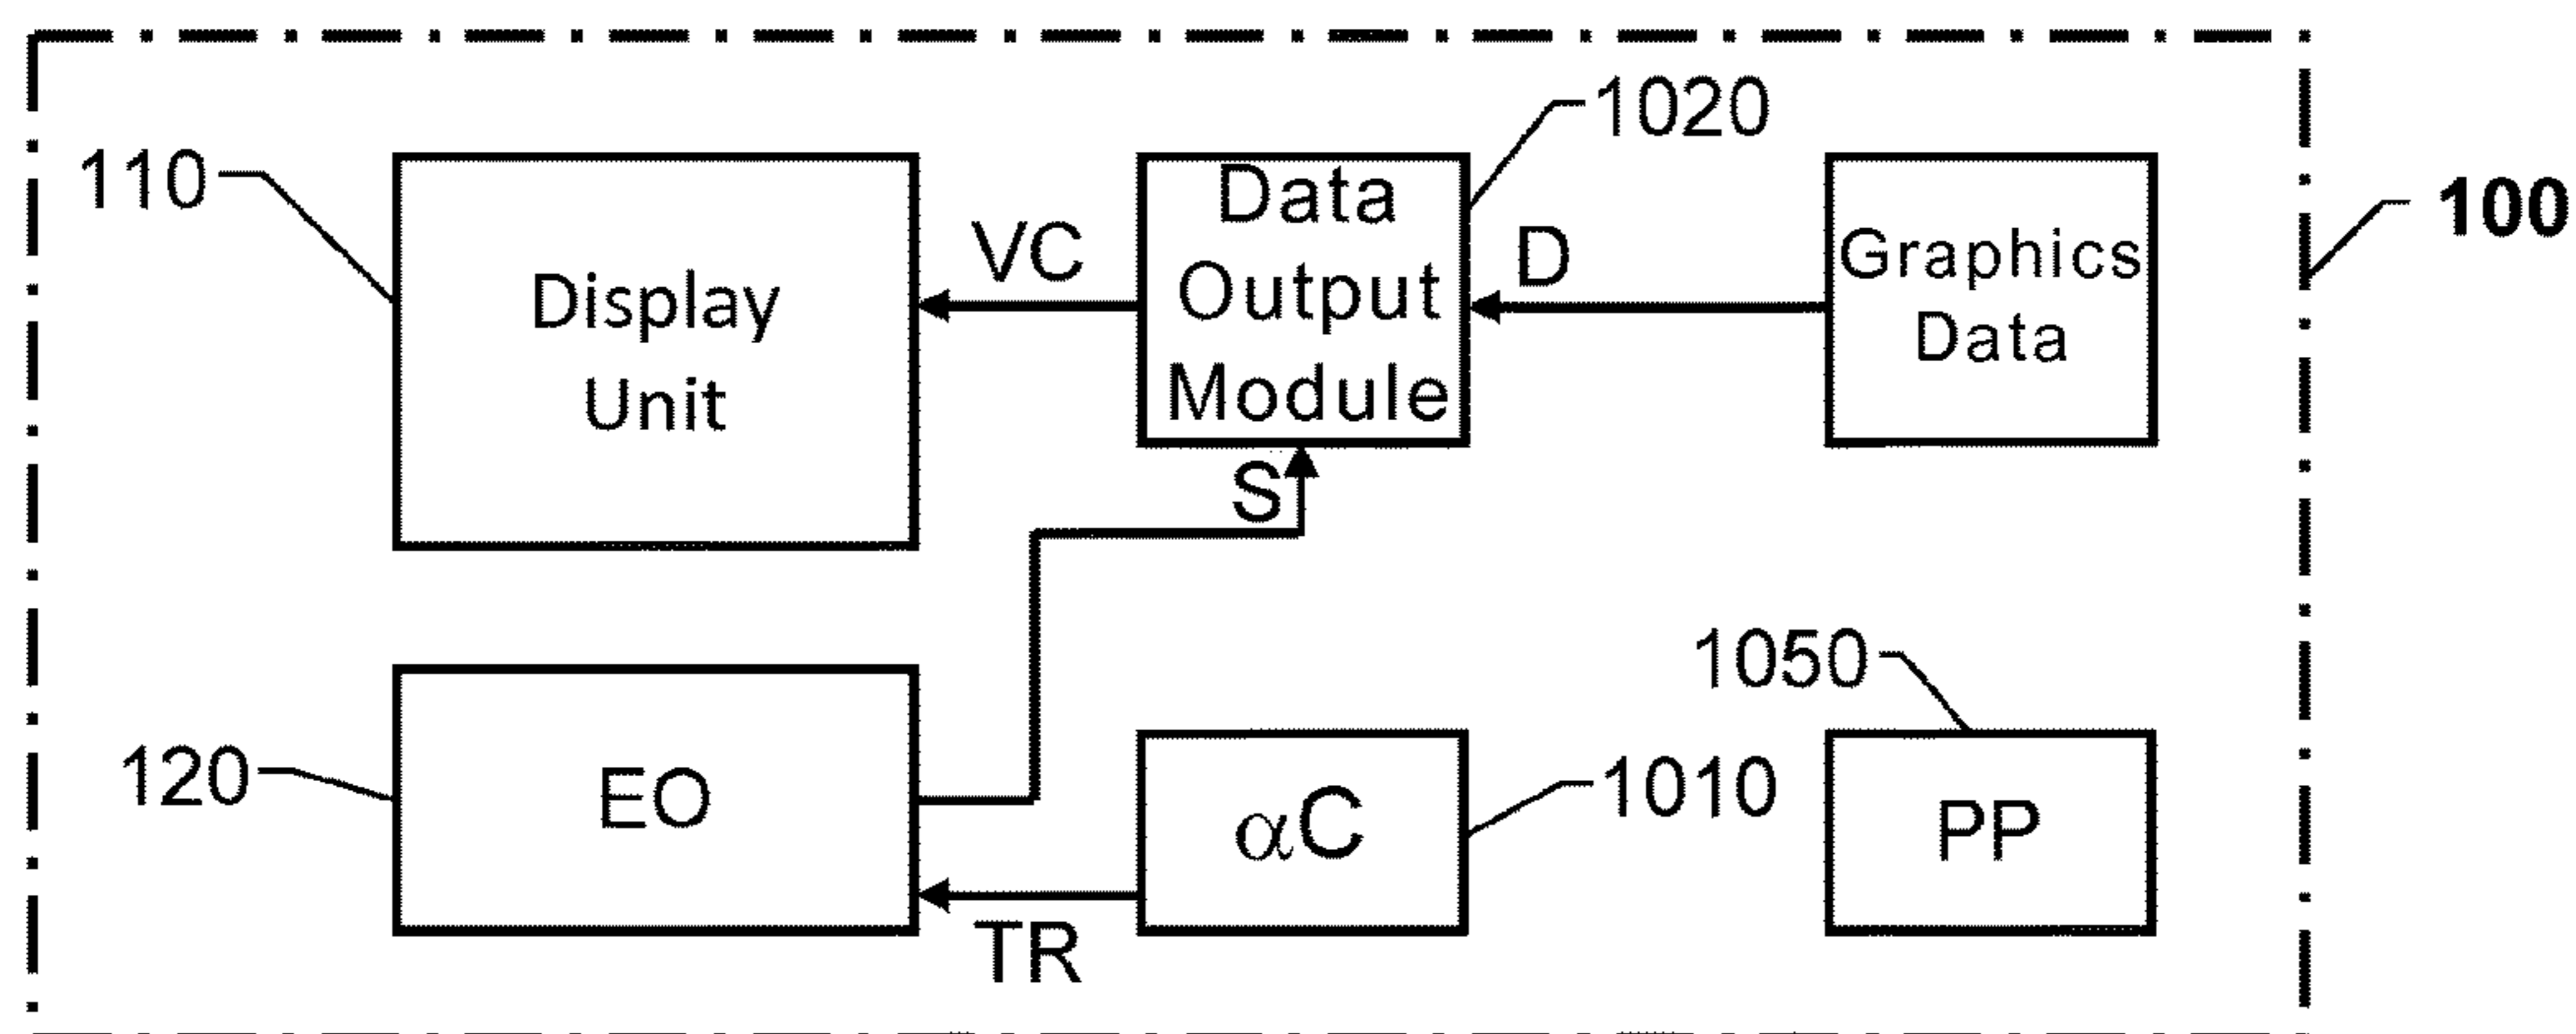 1020
110
Display
Unit
VC
Data
Output
Module
D
Graphics
Data
100
S
1050
120
EO
αC
1010
PP
TR